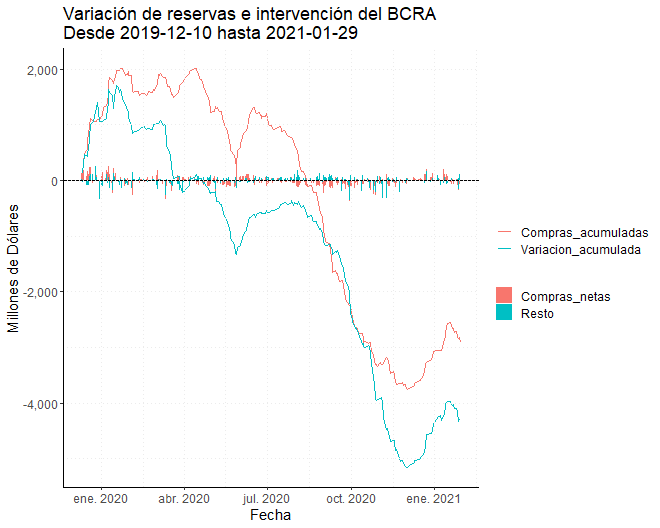 Variación de reservas e intervención del BCRA
Desde 2019-12-10 hasta 2021-01-29
Millones de Dólares
2,000
0
-2,000
-4,000
ene. 2020
abr. 2020
jul. 2020
oct. 2020
ene. 2021
Fecha
Compras_acumuladas
Variacion_acumulada
Compras_netas
Resto